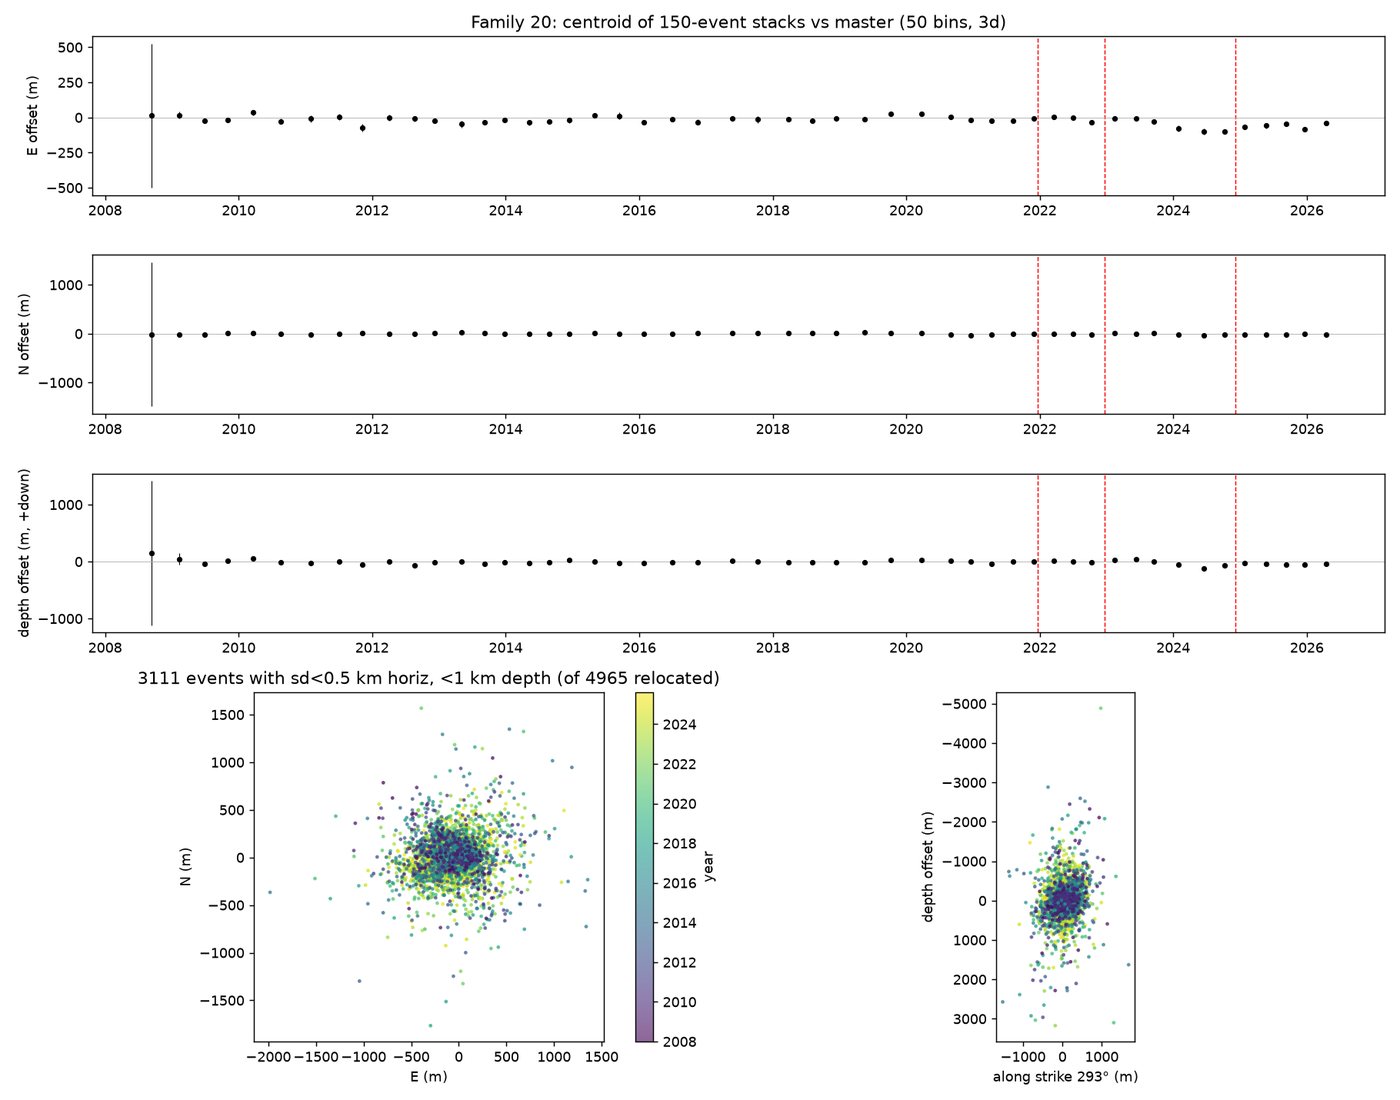 Family 20: centroid of 150-event stacks vs master (50 bins, 3d)
500
250
0
−250
−500
E offset (m)
2008 2010 2012 2014 2016 2018 2020 2022 2024 2026
1000
0
−1000
N offset (m)
2008 2010 2012 2014 2016 2018 2020 2022 2024 2026
1000
0
−1000
depth offset (m, +down)
2008 2010 2012 2014 2016 2018 2020 2022 2024 2026
3111 events with sd<0.5 km horiz, <1 km depth (of 4965 relocated)
1500
1000
500
0
−500
−1000
−1500
N (m)
−2000 −1500 −1000 −500 0 500 1000 1500
E (m)
2024
2022
2020
2018
2016
2014
2012
2010
2008
year
−5000
−4000
−3000
−2000
−1000
0
1000
2000
3000
depth offset (m)
−1000 0 1000
along strike 293° (m)